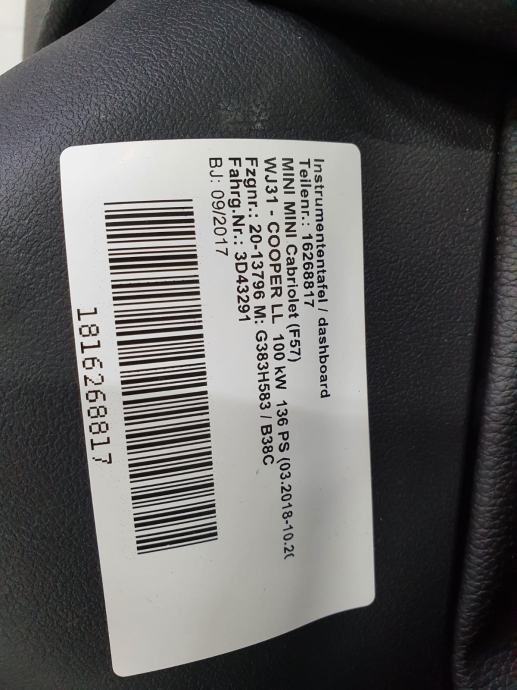 Instrumententafel / dashboard
Teilenr.: 16268817
MINI MINI Cabriolet (F57)
WJ31 - COOPER LL 100 kW 136 PS (03.2018-10.20
Fzgnr.: 20-13796 M: G383H583 / B38C
Fahrg.Nr.: 3D43291
BJ: 09/2017
1816268817